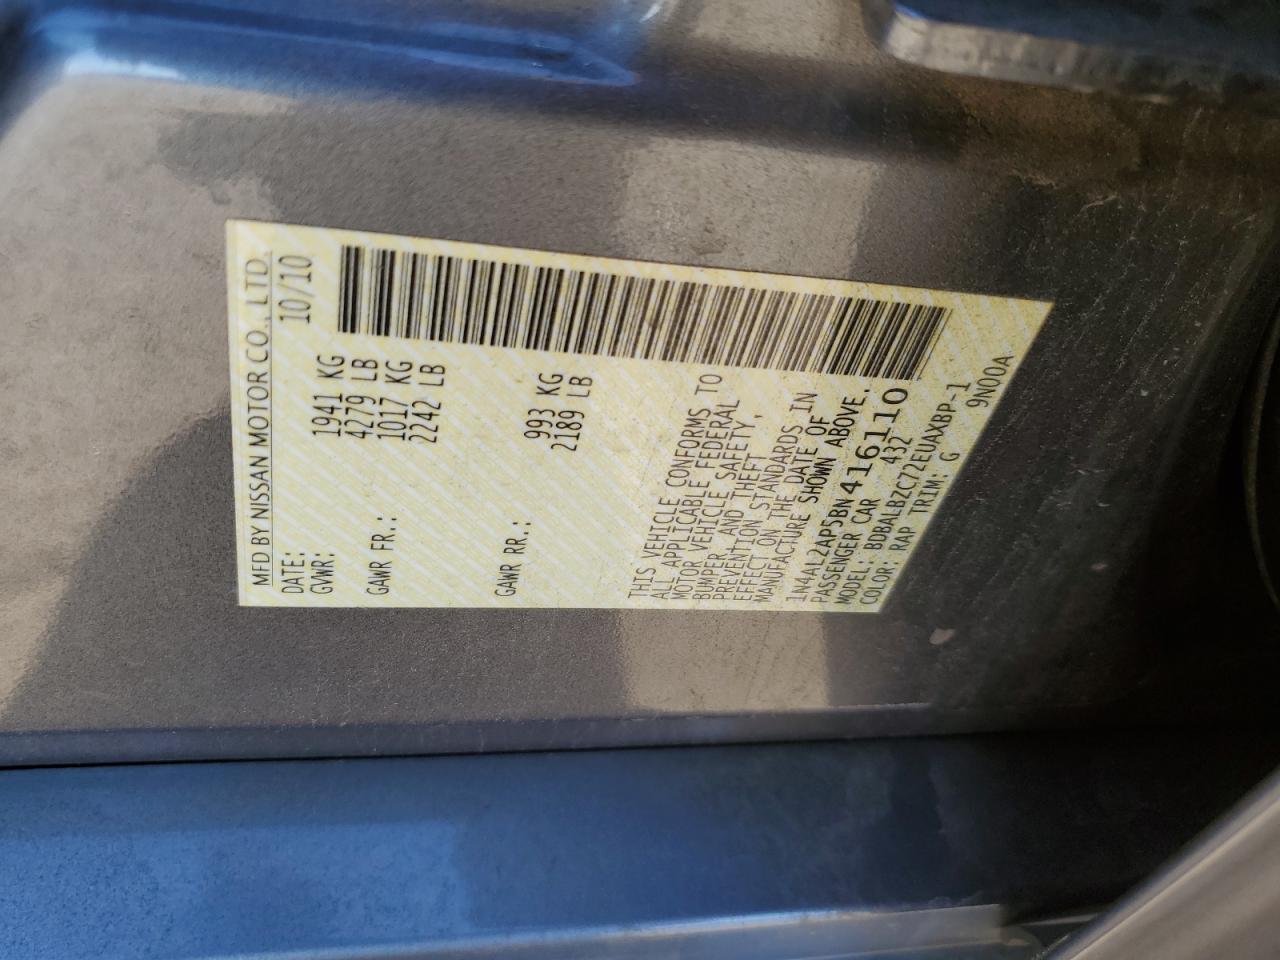 MFD BY NISSAN MOTOR CO., LTD.
DATE: 10/10
GVWR: 1941 KG
4279 LB
GAWR FR.: 1017 KG
2242 LB
GAWR RR.: 993 KG
2189 LB
THIS VEHICLE CONFORMS TO
ALL APPLICABLE FEDERAL
MOTOR VEHICLE SAFETY,
BUMPER, AND THEFT
PREVENTION STANDARDS IN
EFFECT ON THE DATE OF
MANUFACTURE SHOWN ABOVE.
1N4AL2AP5BN416110
PASSENGER CAR 432
MODEL: BDBALBZC72EUAXBP-1
COLOR: RAP TRIM: G 9N00A